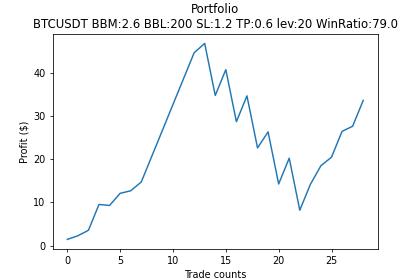 Portfolio
BTCUSDT BBM:2.6 BBL:200 SL:1.2 TP:0.6 lev:20 WinRatio:79.0
Profit ($)
40
30
20
10
0
0 5 10 15 20 25
Trade counts